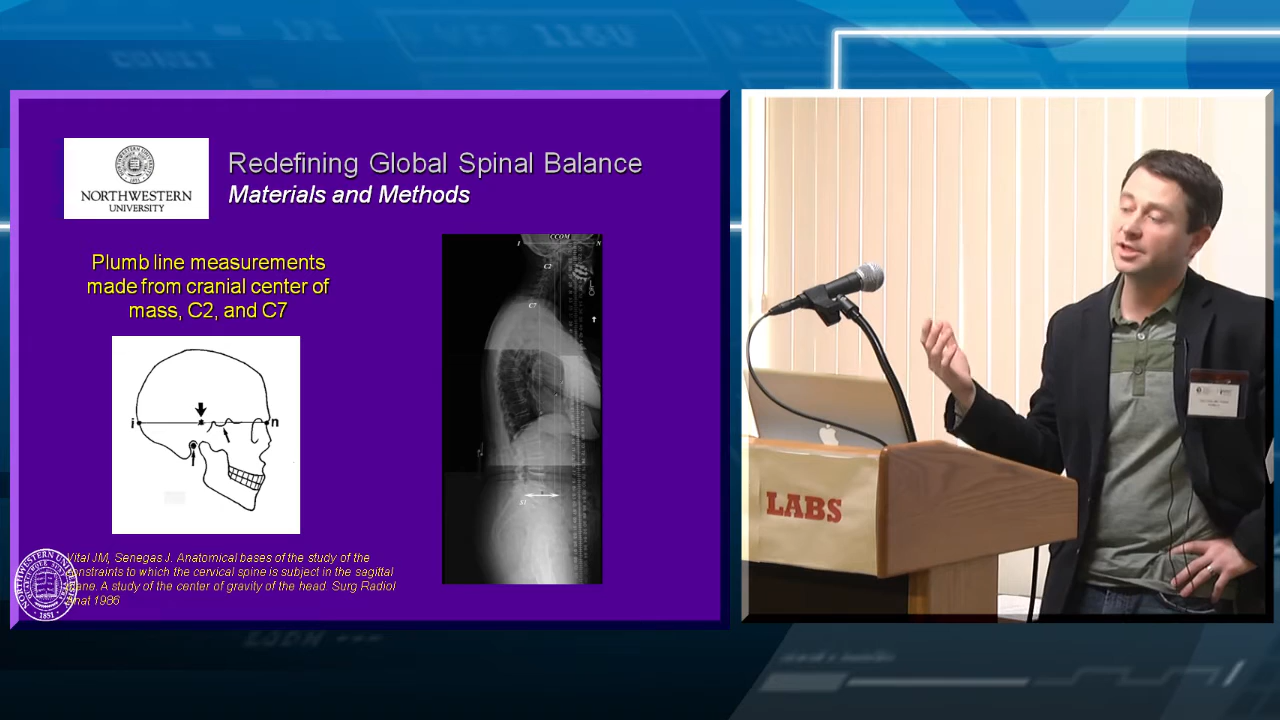 NORTHWESTERN
UNIVERSITY
Redefining Global Spinal Balance
Materials and Methods
Plumb line measurements
made from cranial center of
mass, C2, and C7
i
n
CCOM
I
N
C2
C7
S1
Vital JM, Senegas J. Anatomical bases of the study of the
constraints to which the cervical spine is subject in the sagittal
plane. A study of the center of gravity of the head. Surg Radiol
Anat 1986
1851
LABS